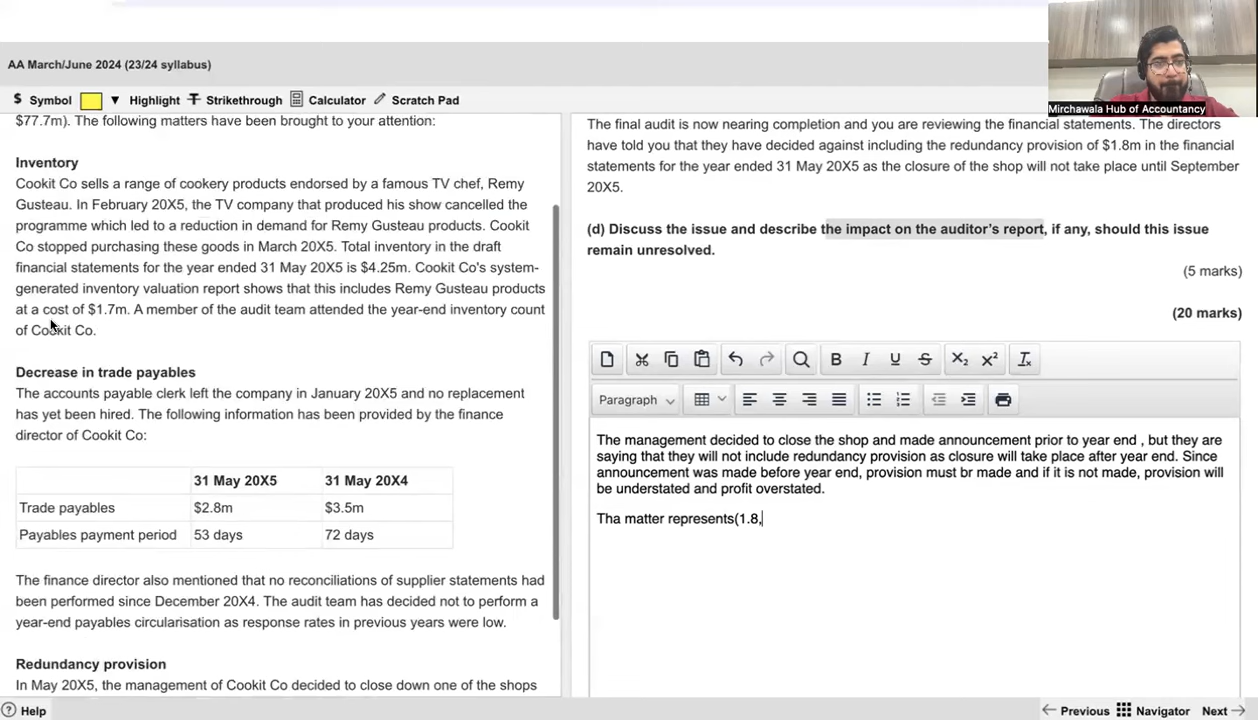 AA March/June 2024 (23/24 syllabus)
Mirchawala Hub of Accountancy
$ Symbol Highlight Strikethrough Calculator Scratch Pad
$77.7m). The following matters have been brought to your attention:
Inventory
Cookit Co sells a range of cookery products endorsed by a famous TV chef, Remy
Gusteau. In February 20X5, the TV company that produced his show cancelled the
programme which led to a reduction in demand for Remy Gusteau products. Cookit
Co stopped purchasing these goods in March 20X5. Total inventory in the draft
financial statements for the year ended 31 May 20X5 is $4.25m. Cookit Co's system-
generated inventory valuation report shows that this includes Remy Gusteau products
at a cost of $1.7m. A member of the audit team attended the year-end inventory count
of Cookit Co.
Decrease in trade payables
The accounts payable clerk left the company in January 20X5 and no replacement
has yet been hired. The following information has been provided by the finance
director of Cookit Co:
31 May 20X5 31 May 20X4
Trade payables $2.8m $3.5m
Payables payment period 53 days 72 days
The finance director also mentioned that no reconciliations of supplier statements had
been performed since December 20X4. The audit team has decided not to perform a
year-end payables circularisation as response rates in previous years were low.
Redundancy provision
In May 20X5, the management of Cookit Co decided to close down one of the shops
The final audit is now nearing completion and you are reviewing the financial statements. The directors
have told you that they have decided against including the redundancy provision of $1.8m in the financial
statements for the year ended 31 May 20X5 as the closure of the shop will not take place until September
20X5.
(d) Discuss the issue and describe the impact on the auditor's report, if any, should this issue
remain unresolved.
(5 marks)
(20 marks)
B I U S X₂ X² Tx
Paragraph
The management decided to close the shop and made announcement prior to year end , but they are
saying that they will not include redundancy provision as closure will take place after year end. Since
announcement was made before year end, provision must br made and if it is not made, provision will
be understated and profit overstated.
Tha matter represents(1.8,
? Help
Previous Navigator Next